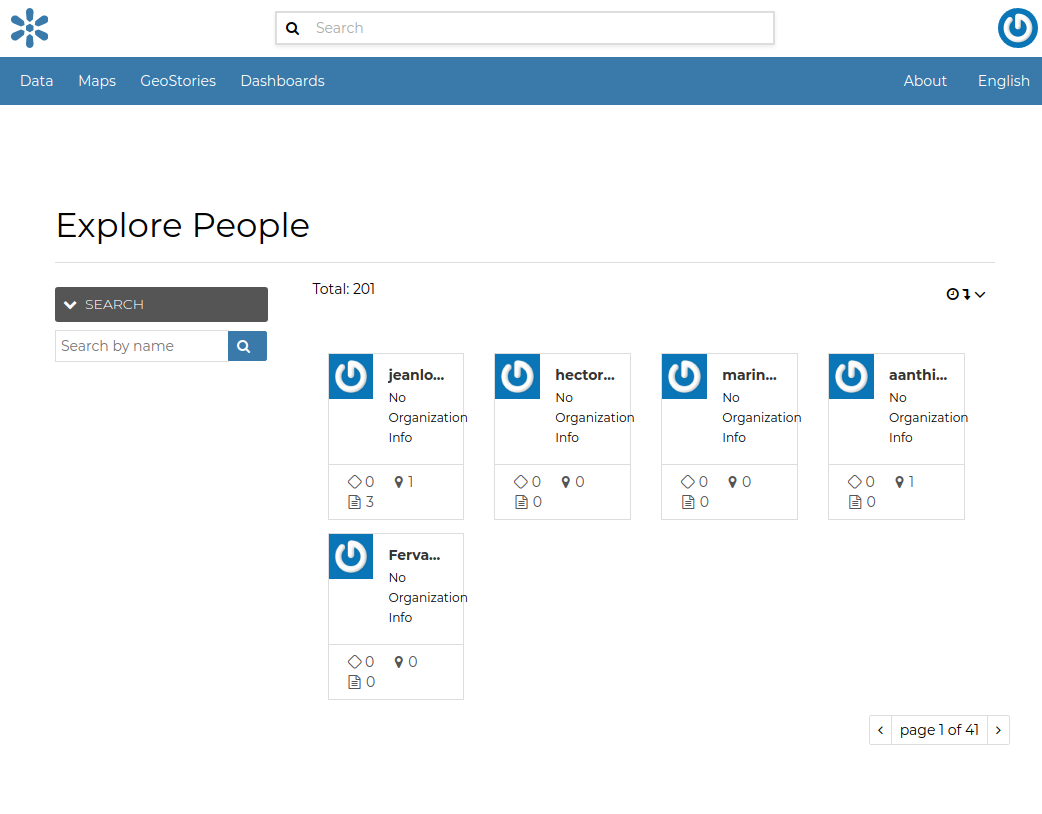 Search
Data Maps GeoStories Dashboards About English
Explore People
SEARCH
Search by name
Total: 201
jeanlo...
No
Organization
Info
0 1
3
hector...
No
Organization
Info
0 0
0
marin...
No
Organization
Info
0 0
0
aanthi...
No
Organization
Info
0 1
0
Ferva...
No
Organization
Info
0 0
0
page 1 of 41